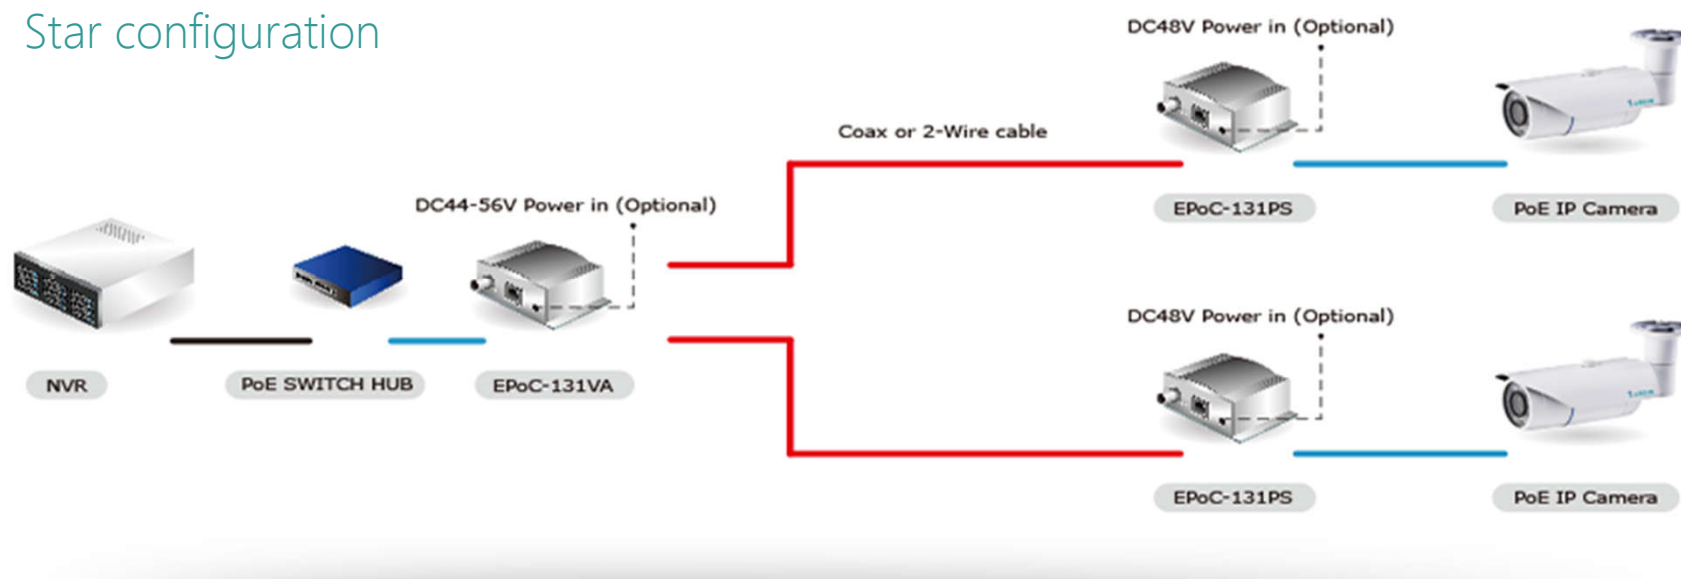 Star configuration
DC48V Power in (Optional)
Coax or 2-Wire cable
EPoC-131PS
PoE IP Camera
DC44-56V Power in (Optional)
NVR
PoE SWITCH HUB
EPoC-131VA
DC48V Power in (Optional)
EPoC-131PS
PoE IP Camera